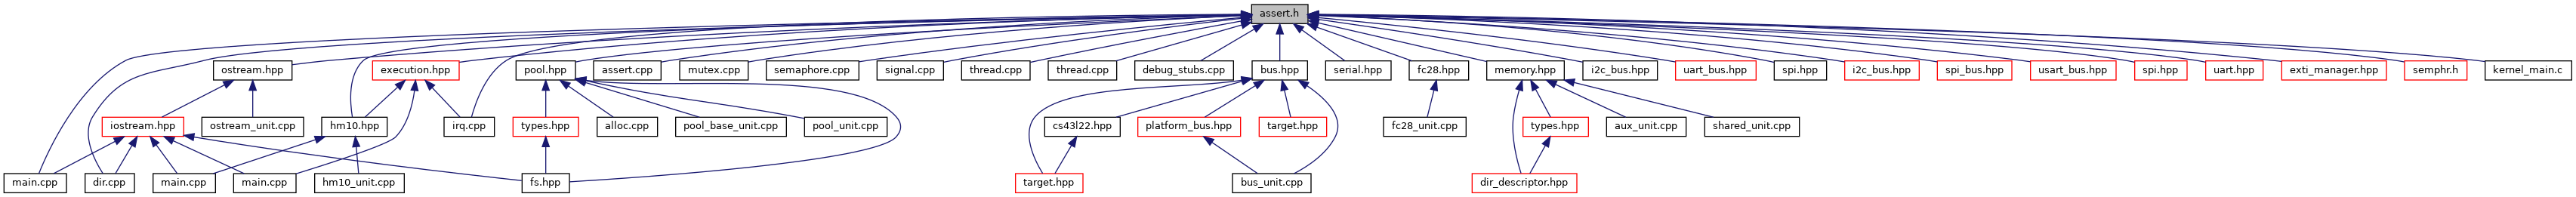 assert.h
ostream.hpp
execution.hpp
pool.hpp
assert.cpp
mutex.cpp
semaphore.cpp
signal.cpp
thread.cpp
thread.cpp
debug_stubs.cpp
bus.hpp
serial.hpp
fc28.hpp
memory.hpp
i2c_bus.hpp
uart_bus.hpp
spi.hpp
i2c_bus.hpp
spi_bus.hpp
usart_bus.hpp
spi.hpp
uart.hpp
exti_manager.hpp
semphr.h
kernel_main.c
iostream.hpp
ostream_unit.cpp
hm10.hpp
irq.cpp
types.hpp
alloc.cpp
pool_base_unit.cpp
pool_unit.cpp
cs43l22.hpp
platform_bus.hpp
target.hpp
fc28_unit.cpp
types.hpp
aux_unit.cpp
shared_unit.cpp
main.cpp
dir.cpp
main.cpp
main.cpp
hm10_unit.cpp
fs.hpp
target.hpp
bus_unit.cpp
dir_descriptor.hpp